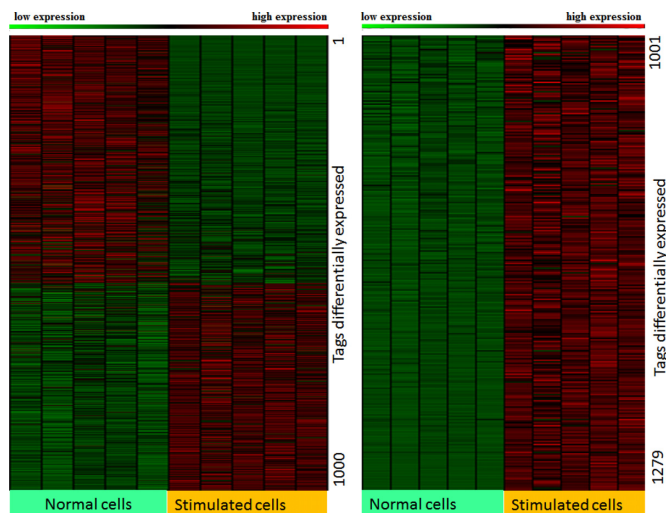 low expression high expression
1
Tags differentially expressed
1000
Normal cells Stimulated cells
low expression high expression
1001
Tags differentially expressed
1279
Normal cells Stimulated cells